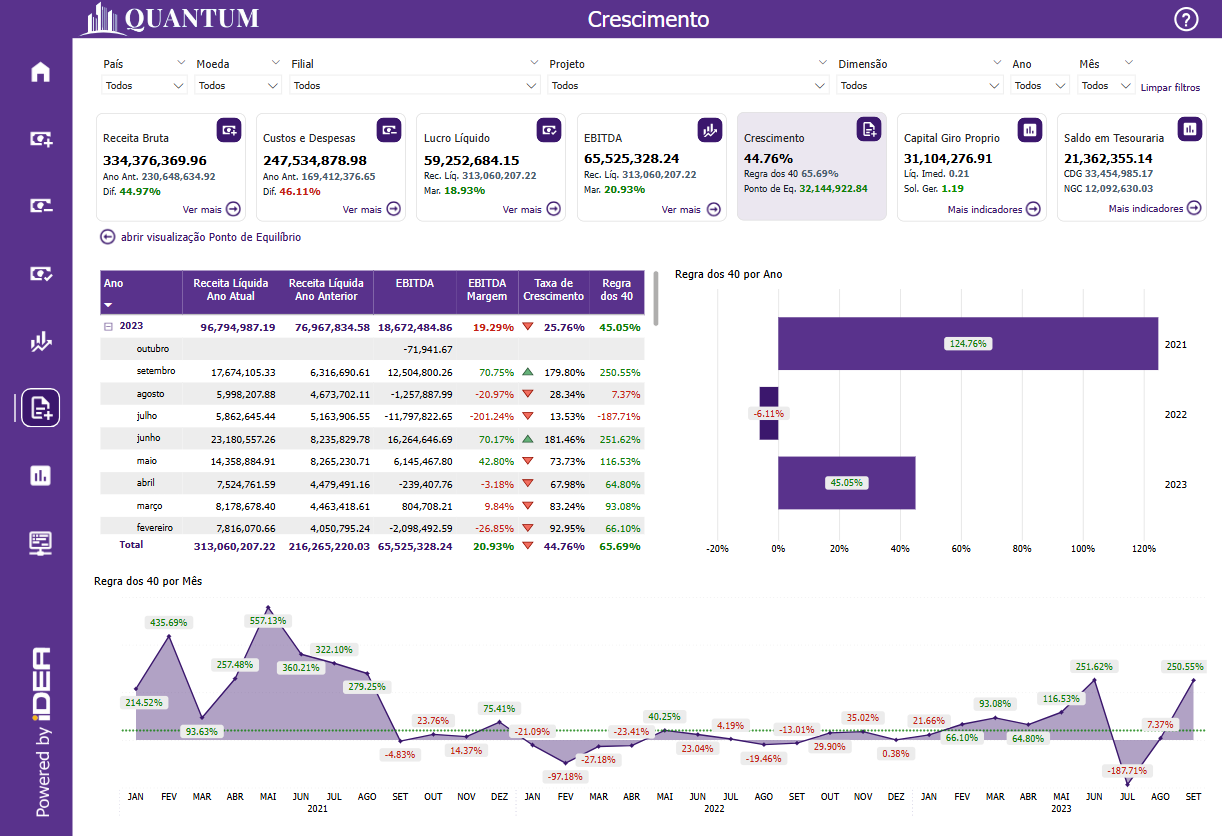 QUANTUM
Crescimento
?
País Moeda Filial Projeto Dimensão Ano Mês
Todos Todos Todos Todos Todos Todos Todos Limpar filtros
Receita Bruta
334,376,369.96
Ano Ant. 230,648,634.92
Dif. 44.97%
Ver mais
Custos e Despesas
247,534,878.98
Ano Ant. 169,412,376.65
Dif. 46.11%
Ver mais
Lucro Líquido
59,252,684.15
Rec. Líq. 313,060,207.22
Mar. 18.93%
Ver mais
EBITDA
65,525,328.24
Rec. Líq. 313,060,207.22
Mar. 20.93%
Ver mais
Crescimento
44.76%
Regra dos 40 65.69%
Ponto de Eq. 32,144,922.84
Capital Giro Proprio
31,104,276.91
Líq. Imed. 0.21
Sol. Ger. 1.19
Mais indicadores
Saldo em Tesouraria
21,362,355.14
CDG 33,454,985.17
NGC 12,092,630.03
Mais indicadores
abrir visualização Ponto de Equilíbrio
Ano Receita Líquida Receita Líquida EBITDA EBITDA Taxa de Regra
Ano Atual Ano Anterior Margem Crescimento dos 40
2023 96,794,987.19 76,967,834.58 18,672,484.86 19.29% 25.76% 45.05%
outubro -71,941.67
setembro 17,674,105.33 6,316,690.61 12,504,800.26 70.75% 179.80% 250.55%
agosto 5,998,207.88 4,673,702.11 -1,257,887.99 -20.97% 28.34% 7.37%
julho 5,862,645.44 5,163,906.55 -11,797,822.65 -201.24% 13.53% -187.71%
junho 23,180,557.26 8,235,829.78 16,264,646.69 70.17% 181.46% 251.62%
maio 14,358,884.91 8,265,230.71 6,145,467.80 42.80% 73.73% 116.53%
abril 7,524,761.59 4,479,491.16 -239,407.76 -3.18% 67.98% 64.80%
março 8,178,678.40 4,463,418.61 804,708.21 9.84% 83.24% 93.08%
fevereiro 7,816,070.66 4,050,795.24 -2,098,492.59 -26.85% 92.95% 66.10%
Total 313,060,207.22 216,265,220.03 65,525,328.24 20.93% 44.76% 65.69%
Regra dos 40 por Ano
124.76% 2021
-6.11% 2022
45.05% 2023
-20% 0% 20% 40% 60% 80% 100% 120%
Regra dos 40 por Mês
214.52% 435.69% 93.63% 257.48% 557.13% 360.21% 322.10% 279.25% -4.83% 23.76% 14.37% 75.41%
-21.09% -97.18% -27.18% -23.41% 40.25% 23.04% 4.19% -19.46% -13.01% 29.90% 35.02% 0.38%
21.66% 66.10% 93.08% 64.80% 116.53% 251.62% -187.71% 7.37% 250.55%
JAN FEV MAR ABR MAI JUN JUL AGO SET OUT NOV DEZ JAN FEV MAR ABR MAI JUN JUL AGO SET OUT NOV DEZ JAN FEV MAR ABR MAI JUN JUL AGO SET
2021 2022 2023
Powered by iDEA